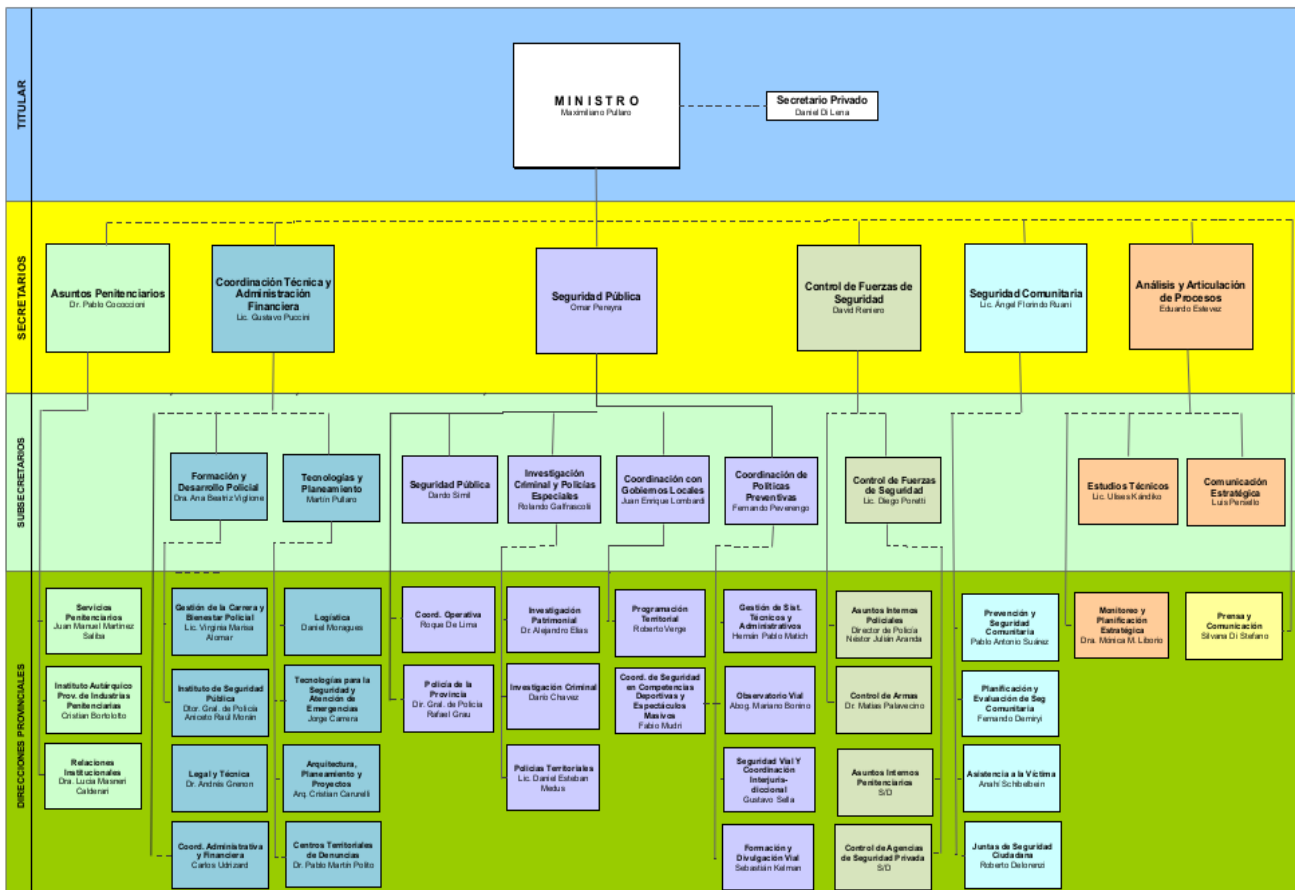 TITULAR
MINISTRO
Maximiliano Pullaro
Secretario Privado
Daniel Di Lena
SECRETARIOS
Asuntos Penitenciarios
Dr. Pablo Cococcioni
Coordinación Técnica y
Administración
Financiera
Lic. Gustavo Puccini
Seguridad Pública
Omar Pereyra
Control de Fuerzas de
Seguridad
David Reniero
Seguridad Comunitaria
Lic. Ángel Florindo Ruani
Análisis y Articulación
de Procesos
Eduardo Estevez
SUBSECRETARIOS
Formación y
Desarrollo Policial
Dra. Ana Beatriz Viglione
Tecnologías y
Planeamiento
Martín Pullaro
Seguridad Pública
Dardo Simil
Investigación
Criminal y Policías
Especiales
Rolando Galfrascoli
Coordinación con
Gobiernos Locales
Juan Enrique Lombardi
Coordinación de
Políticas
Preventivas
Fernando Peverengo
Control de Fuerzas
de Seguridad
Lic. Diego Poretti
Estudios Técnicos
Lic. Ulises Kandiko
Comunicación
Estratégica
Luis Persello
DIRECCIONES PROVINCIALES
Servicios
Penitenciarios
Juan Manuel Martínez
Saliba
Gestión de la Carrera y
Bienestar Policial
Lic. Virginia Marisa
Alomar
Logística
Daniel Moragues
Coord. Operativa
Roque De Lima
Investigación
Patrimonial
Dr. Alejandro Elias
Programación
Territorial
Roberto Verge
Gestión de Sist.
Técnicos y
Administrativos
Hernán Pablo Matich
Asuntos Internos
Policiales
Director de Policía
Néstor Julián Aranda
Prevención y
Seguridad
Comunitaria
Pablo Antonio Suárez
Monitoreo y
Planificación
Estratégica
Dra. Mónica M. Liborio
Prensa y
Comunicación
Silvana Di Stefano
Instituto Autárquico
Prov. de Industrias
Penitenciarias
Cristian Bortolotto
Instituto de Seguridad
Pública
Dtor. Gral. de Policía
Aniceto Raúl Morán
Tecnologías para la
Seguridad y
Atención de
Emergencias
Jorge Carrera
Policía de la
Provincia
Dir. Gral. de Policía
Rafael Grau
Investigación Criminal
Darío Chavez
Coord. de Seguridad
en Competencias
Deportivas y
Espectáculos
Masivos
Fabio Mudri
Observatorio Vial
Abog. Mariano Bonino
Control de Armas
Dr. Matías Palavecino
Planificación y
Evaluación de Seg
Comunitaria
Fernando Demiryi
Relaciones
Institucionales
Dra. Lucía Masneri
Calderari
Legal y Técnica
Dr. Andrés Grenon
Arquitectura,
Planeamiento y
Proyectos
Arq. Cristian Carurelli
Policías Territoriales
Lic. Daniel Esteban
Medus
Seguridad Vial Y
Coordinación
Interjuris-
diccional
Gustavo Sella
Asuntos Internos
Penitenciarios
S/D
Asistencia a la Víctima
Anahí Schibelbein
Coord. Administrativa
y Financiera
Carlos Udrizard
Centros Territoriales
de Denuncias
Dr. Pablo Martín Polito
Formación y
Divulgación Vial
Sebastián Kelman
Control de Agencias
de Seguridad Privada
S/D
Juntas de Seguridad
Ciudadana
Roberto Delorenzi